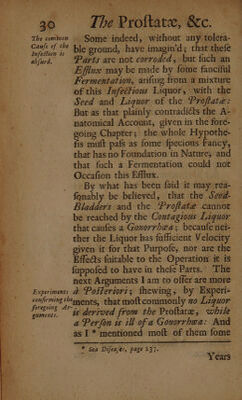 30 The Prostatæ, &c.
The common
Cause of the
Infection is
absurd.
Some indeed, without any tolera-
ble ground, have imagin'd; that these
Parts are not corroded, but such an
Efflux may be made by some fanciful
Fermentation, arising from a mixture
of this Infectious Liquor, with the
Seed and Liquor of the Prostatæ:
But as that plainly contradicts the A-
natomical Account, given in the fore-
going Chapter; the whole Hypothe-
sis must pass as some specious Fancy,
that has no Foundation in Nature, and
that such a Fermentation could not
Occasion this Efflux.
By what has been said it may rea-
sonably be believed, that the Seed-
Bladders and the Prostatæ cannot
be reached by the Contagious Liquor
that causes a Gonorrhœa; because nei-
ther the Liquor has sufficient Velocity
given it for that Purpose, nor are the
Effects suitable to the Operation it is
supposed to have in these Parts. The
next Arguments I am to offer are more
Experiments
confirming the
foregoing Ar-
guments.
à Posteriori; shewing, by Experi-
ments, that most commonly no Liquor
is derived from the Prostatæ, while
a Person is ill of a Gonorrhœa: And
as I * mentioned most of them some
* Sea Diseases, page 237.
Years